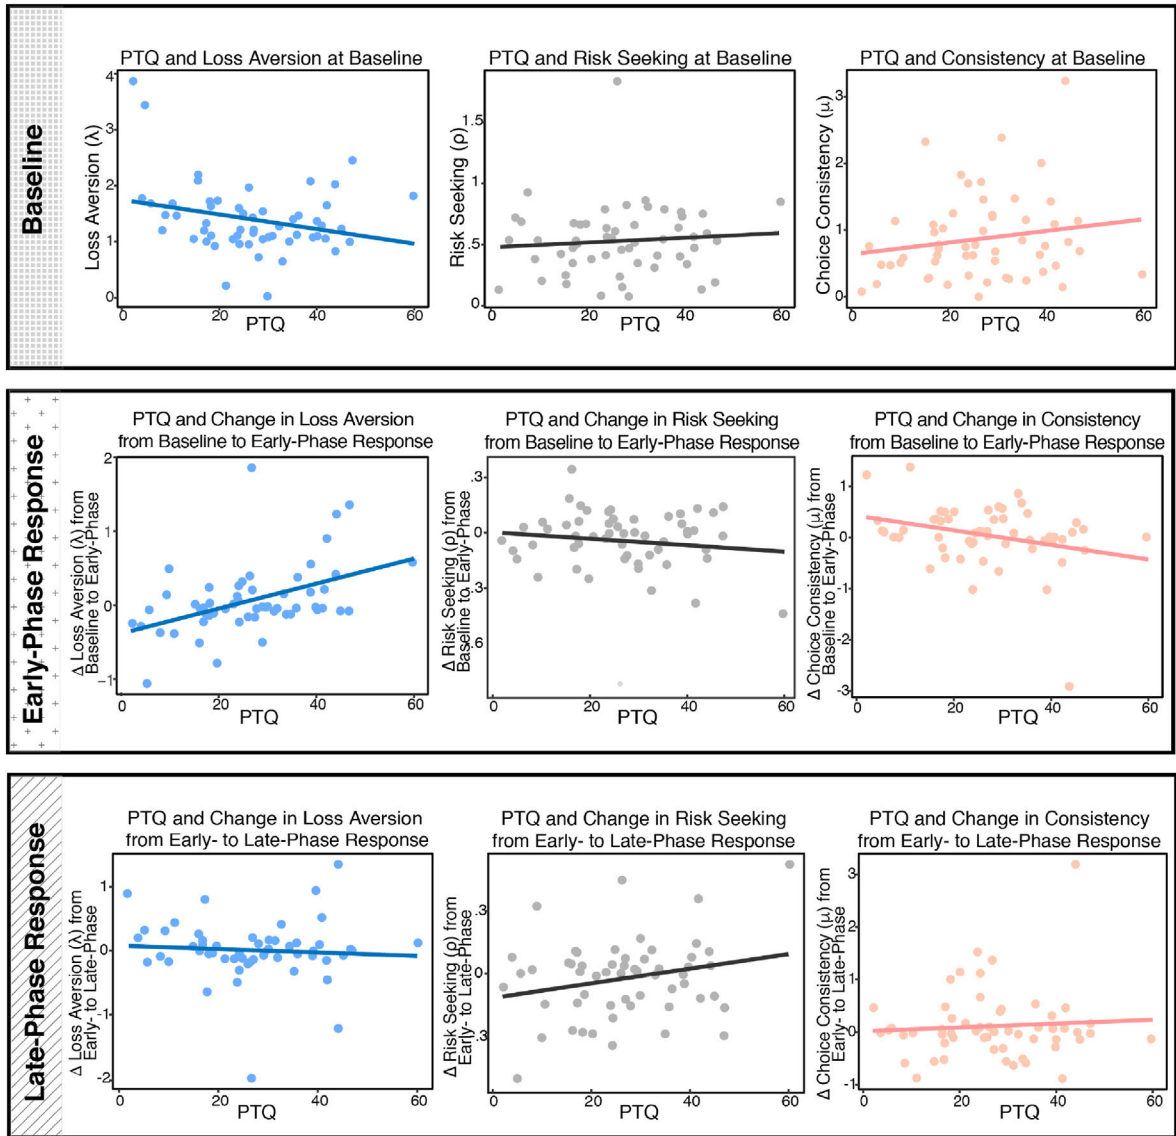 Baseline
PTQ and Loss Aversion at Baseline
Loss Aversion (λ)
4
3
2
1
0
0 20 40 60
PTQ
PTQ and Risk Seeking at Baseline
Risk Seeking (ρ)
1.5
1
.5
0
0 20 40 60
PTQ
PTQ and Consistency at Baseline
Choice Consistency (μ)
3
2
1
0
0 20 40 60
PTQ
Early-Phase Response
PTQ and Change in Loss Aversion
from Baseline to Early-Phase Response
Δ Loss Aversion (λ) from
Baseline to Early-Phase
2
1
0
−1
0 20 40 60
PTQ
PTQ and Change in Risk Seeking
from Baseline to Early-Phase Response
Δ Risk Seeking (ρ) from
Baseline to Early-Phase
.3
0
.3
.6
0 20 40 60
PTQ
PTQ and Change in Consistency
from Baseline to Early-Phase Response
Δ Choice Consistency (μ) from
Baseline to Early-Phase
1
0
-1
-2
-3
0 20 40 60
PTQ
Late-Phase Response
PTQ and Change in Loss Aversion
from Early- to Late-Phase Response
Δ Loss Aversion (λ) from
Early- to Late-Phase
1
0
-1
-2
0 20 40 60
PTQ
PTQ and Change in Risk Seeking
from Early- to Late-Phase Response
Δ Risk Seeking (ρ) from
Early- to Late-Phase
.3
0
.3
0 20 40 60
PTQ
PTQ and Change in Consistency
from Early- to Late-Phase Response
Δ Choice Consistency (μ) from
Early- to Late-Phase
3
2
1
0
-1
0 20 40 60
PTQ